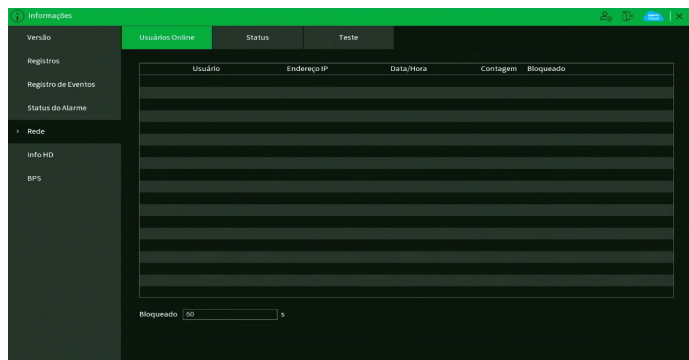 Informações
Versão
Registros
Registro de Eventos
Status do Alarme
> Rede
Info HD
BPS
Usuários Online Status Teste
Usuário Endereço IP Data/Hora Contagem Bloqueado
Bloqueado 60 s